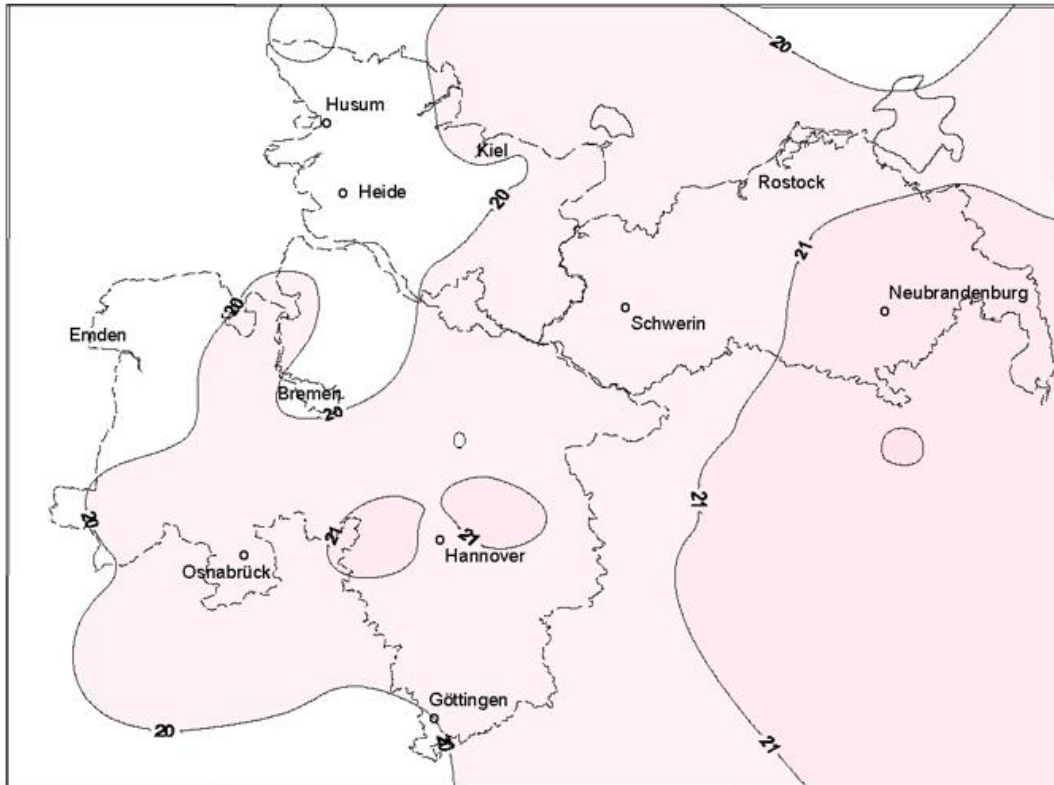 20
Husum
Kiel
Heide
20
Rostock
21
20
Neubrandenburg
Schwerin
Emden
Bremen
20
21
20
21
21
Hannover
Osnabrück
Göttingen
20
20
21